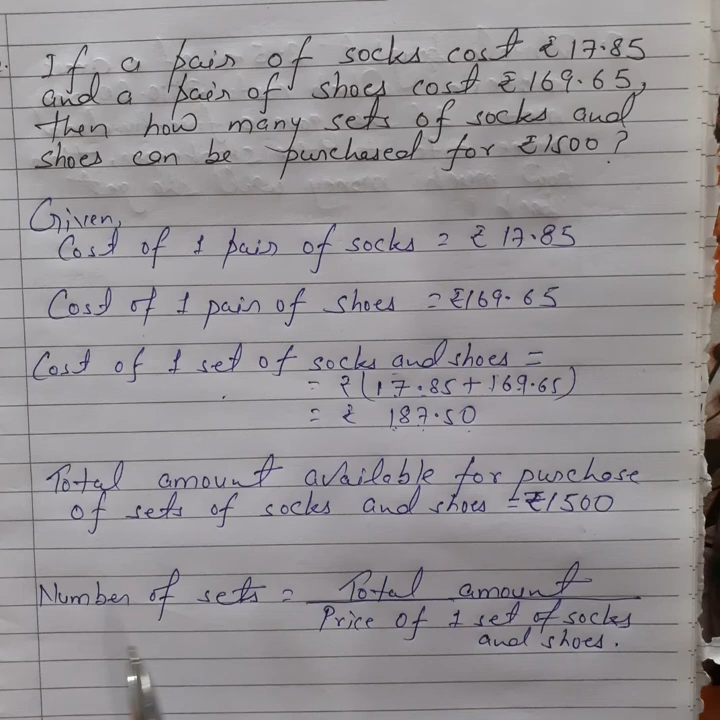 If a pair of socks cost ₹17.85
and a pair of shoes cost ₹169.65,
then how many sets of socks and
shoes can be purchased for ₹1500?
Given,
Cost of 1 pair of socks = ₹ 17.85
Cost of 1 pair of shoes = ₹169.65
Cost of 1 set of socks and shoes =
= ₹(17.85+169.65)
= ₹ 187.50
Total amount available for purchase
of sets of socks and shoes = ₹1500
Number of sets = Total amount
Price of 1 set of socks
and shoes.